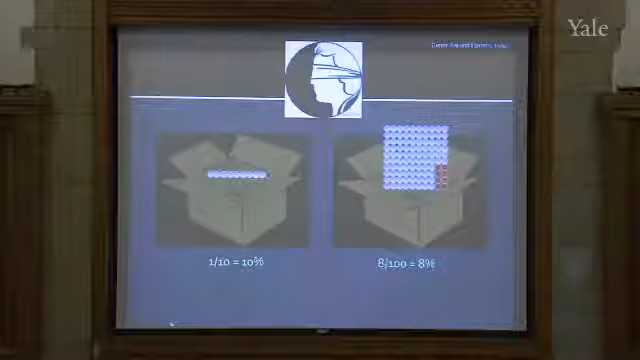 Yale
1/10 = 10%
8/100 = 8%